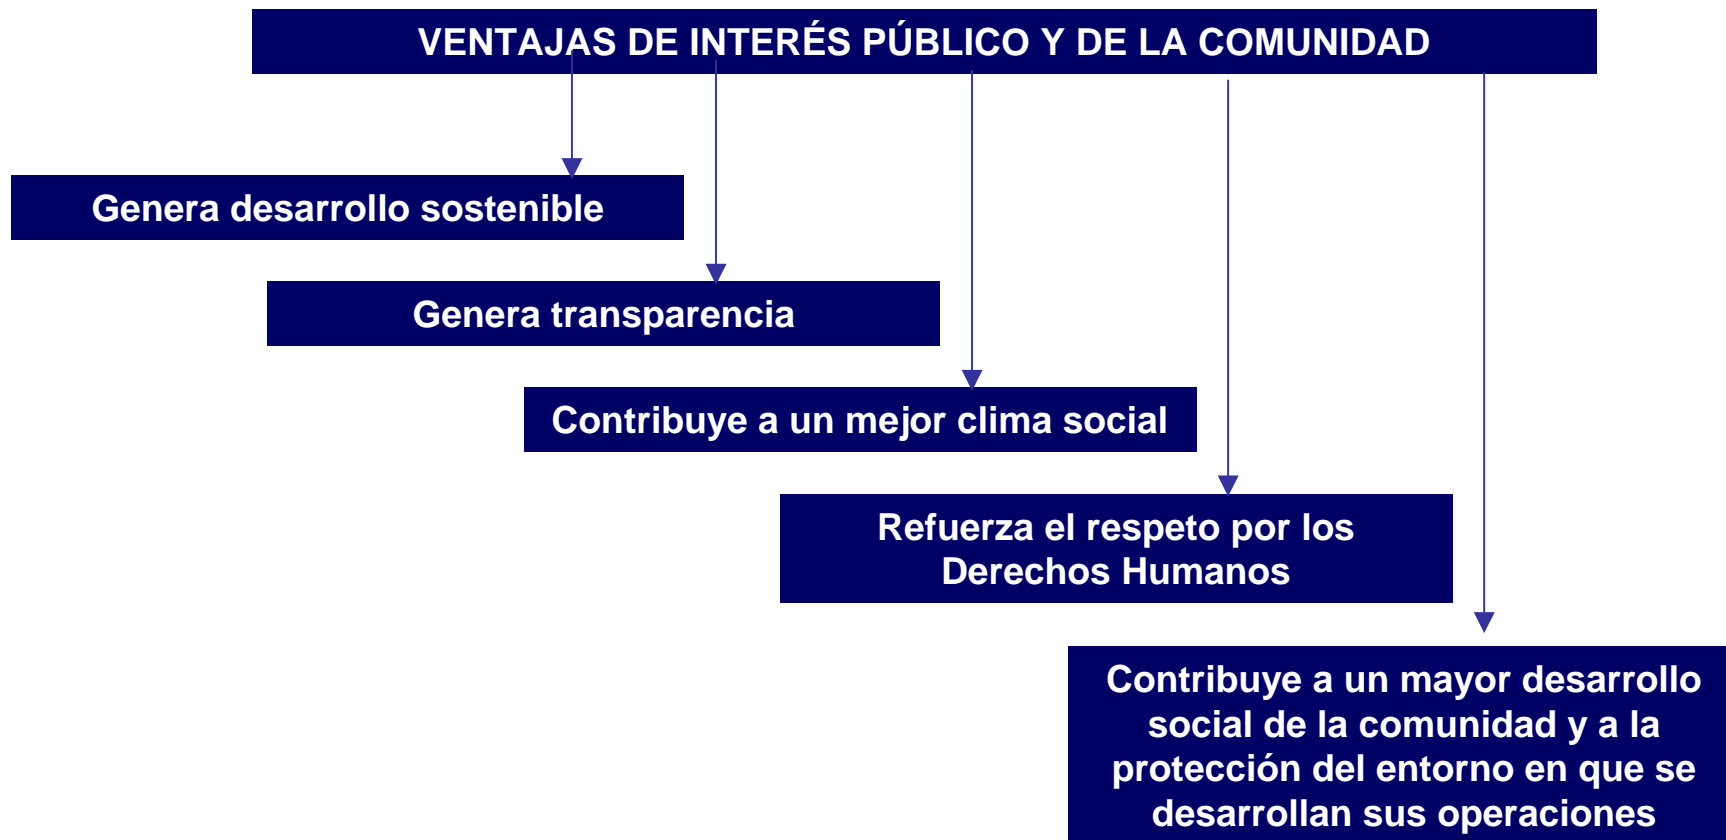 VENTAJAS DE INTERÉS PÚBLICO Y DE LA COMUNIDAD
Genera desarrollo sostenible
Genera transparencia
Contribuye a un mejor clima social
Refuerza el respeto por los
Derechos Humanos
Contribuye a un mayor desarrollo
social de la comunidad y a la
protección del entorno en que se
desarrollan sus operaciones